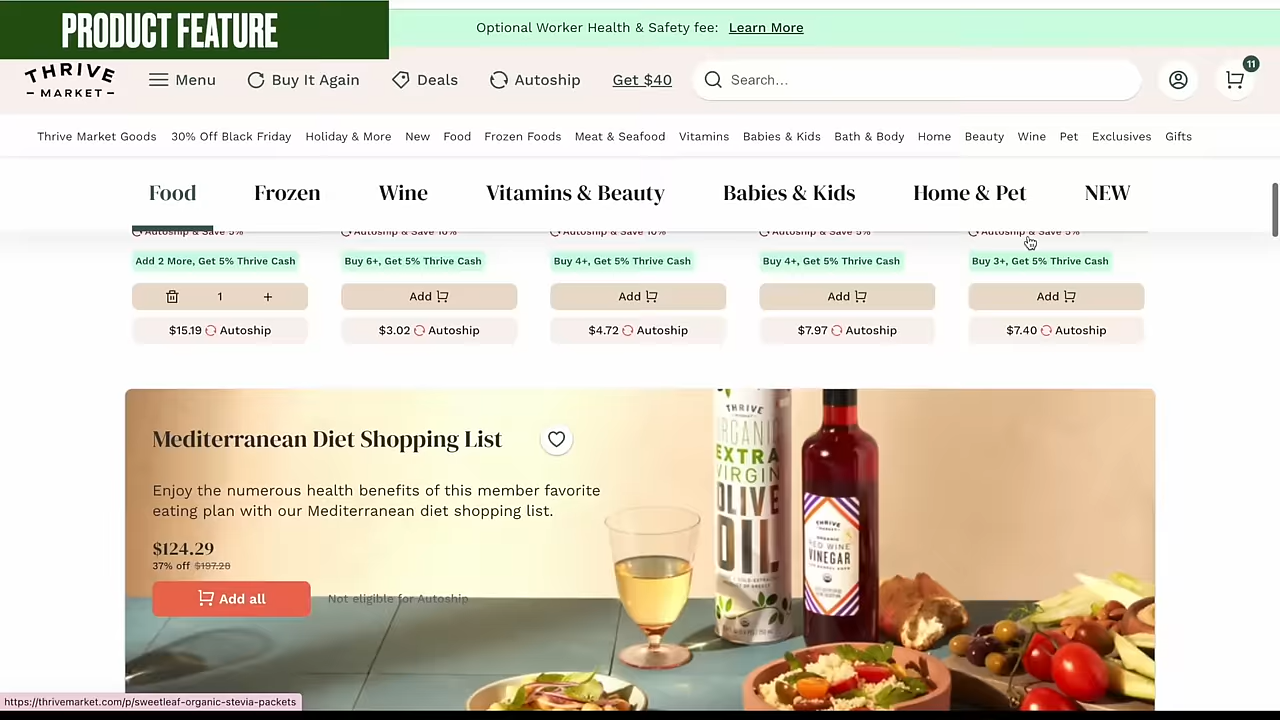 PRODUCT FEATURE
Optional Worker Health & Safety fee: Learn More
THRIVE
MARKET
Menu
Buy It Again
Deals
Autoship
Get $40
Search...
11
Thrive Market Goods 30% Off Black Friday Holiday & More New Food Frozen Foods Meat & Seafood Vitamins Babies & Kids Bath & Body Home Beauty Wine Pet Exclusives Gifts
Food Frozen Wine Vitamins & Beauty Babies & Kids Home & Pet NEW
Autoship & Save 5% Autoship & Save 10% Autoship & Save 10% Autoship & Save 5% Autoship & Save 5%
Add 2 More, Get 5% Thrive Cash Buy 6+, Get 5% Thrive Cash Buy 4+, Get 5% Thrive Cash Buy 4+, Get 5% Thrive Cash Buy 3+, Get 5% Thrive Cash
1 + Add Add Add Add
$15.19 Autoship $3.02 Autoship $4.72 Autoship $7.97 Autoship $7.40 Autoship
Mediterranean Diet Shopping List
Enjoy the numerous health benefits of this member favorite
eating plan with our Mediterranean diet shopping list.
$124.29
37% off $197.28
Add all
Not eligible for Autoship
THRIVE
ORGANIC
EXTRA
VIRGIN
OLIVE
OIL
THRIVE
ORGANIC
RED WINE
VINEGAR
https://thrivemarket.com/p/sweetleaf-organic-stevia-packets